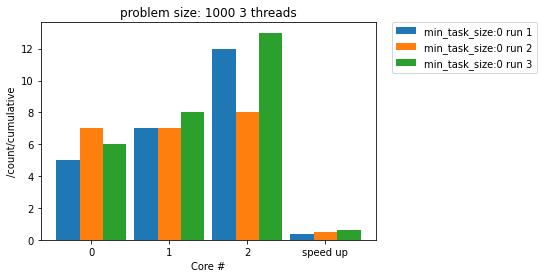 problem size: 1000 3 threads
min_task_size:0 run 1
min_task_size:0 run 2
min_task_size:0 run 3
12
10
8
6
4
2
0
/count/cumulative
0 1 2 speed up
Core #